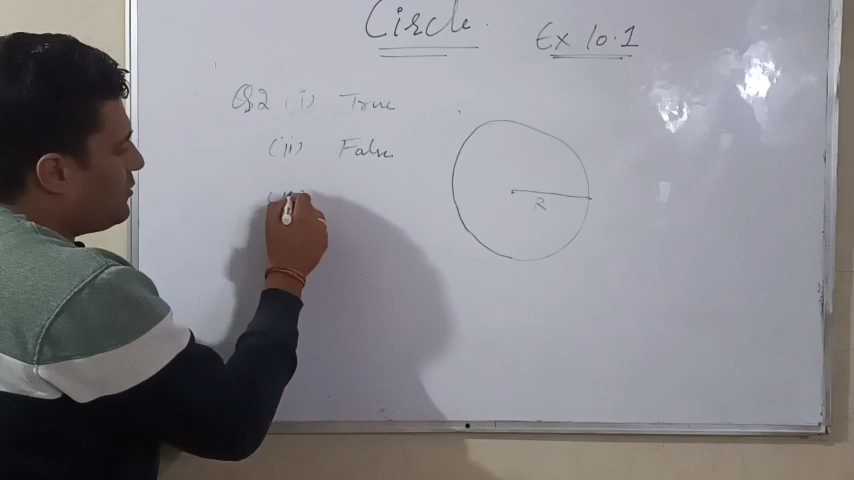 Circle.
Ex 10.1
Q2 (i) True
(ii) False
R